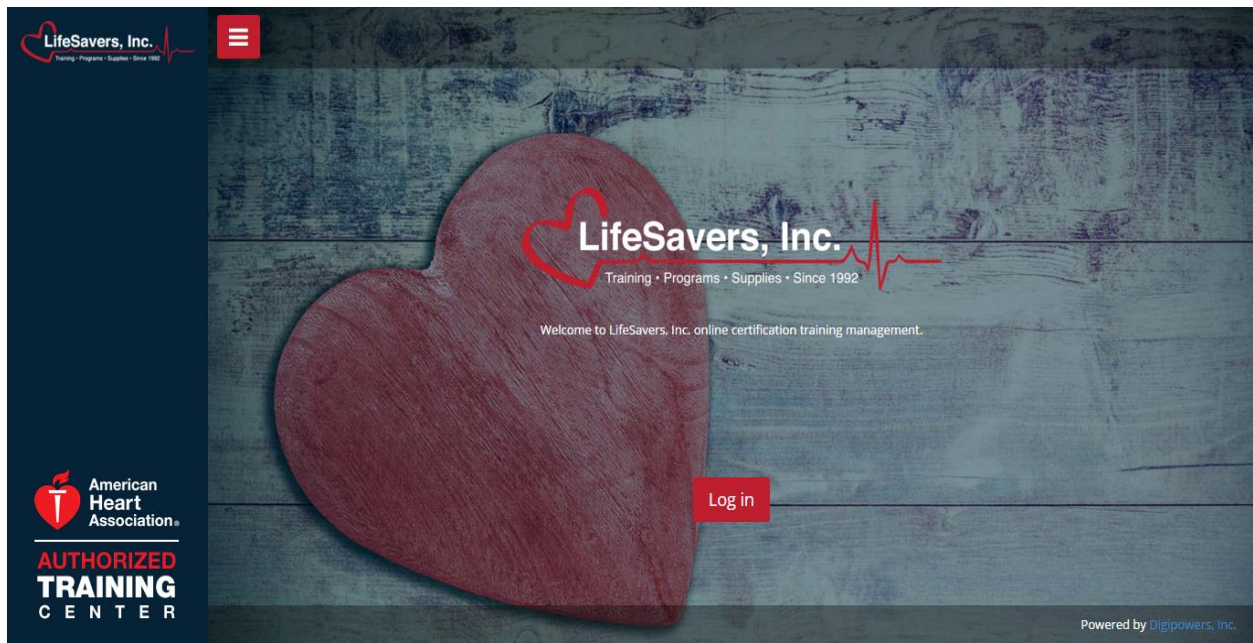 LifeSavers, Inc.
Training • Programs • Supplies • Since 1992
LifeSavers, Inc.
Training • Programs • Supplies • Since 1992
Welcome to LifeSavers, Inc. online certification training management.
Log in
American
Heart
Association®
AUTHORIZED
TRAINING
CENTER
Powered by Digipowers, Inc.